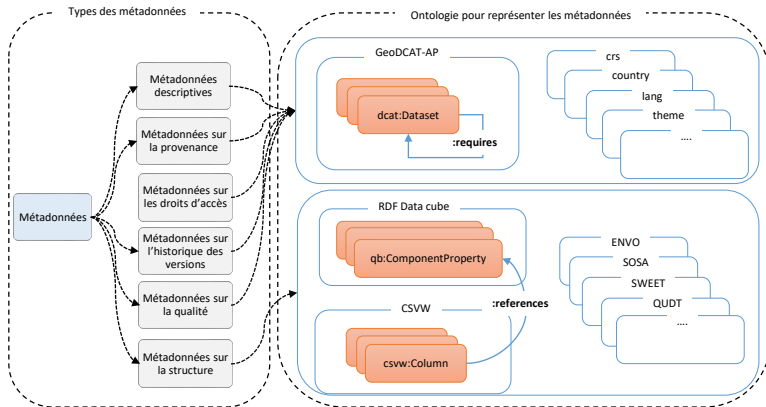 Types des métadonnées
Ontologie pour représenter les métadonnées
Métadonnées
Métadonnées
descriptives
Métadonnées sur
la provenance
Métadonnées sur
les droits d'accès
Métadonnées sur
l'historique des
versions
Métadonnées sur
la qualité
Métadonnées sur
la structure
GeoDCAT-AP
dcat:Dataset
:requires
crs
country
lang
theme
....
RDF Data cube
qb:ComponentProperty
:references
CSVW
csvw:Column
ENVO
SOSA
SWEET
QUDT
....